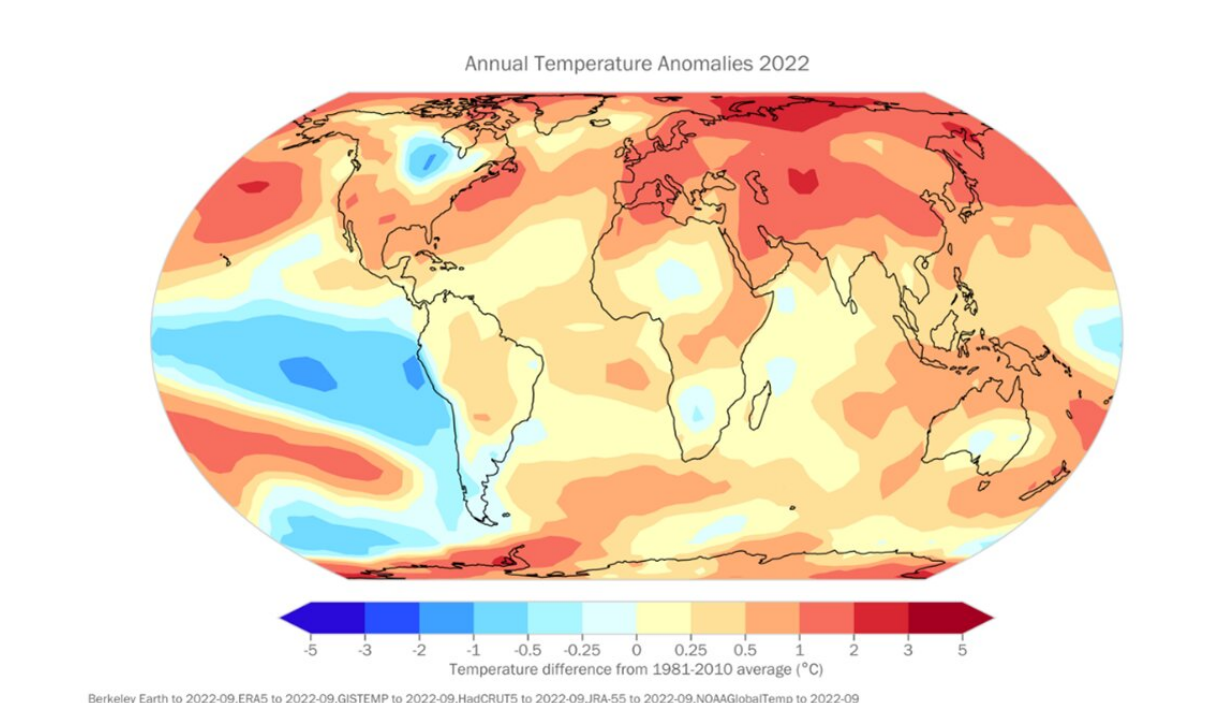 Annual Temperature Anomalies 2022
-5 -3 -2 -1 -0.5 -0.25 0 0.25 0.5 1 2 3 5
Temperature difference from 1981-2010 average (°C)
Berkeley Earth to 2022-09,ERA5 to 2022-09,GISTEMP to 2022-09,HadCRUT5 to 2022-09,JRA-55 to 2022-09,NOAAGlobalTemp to 2022-09